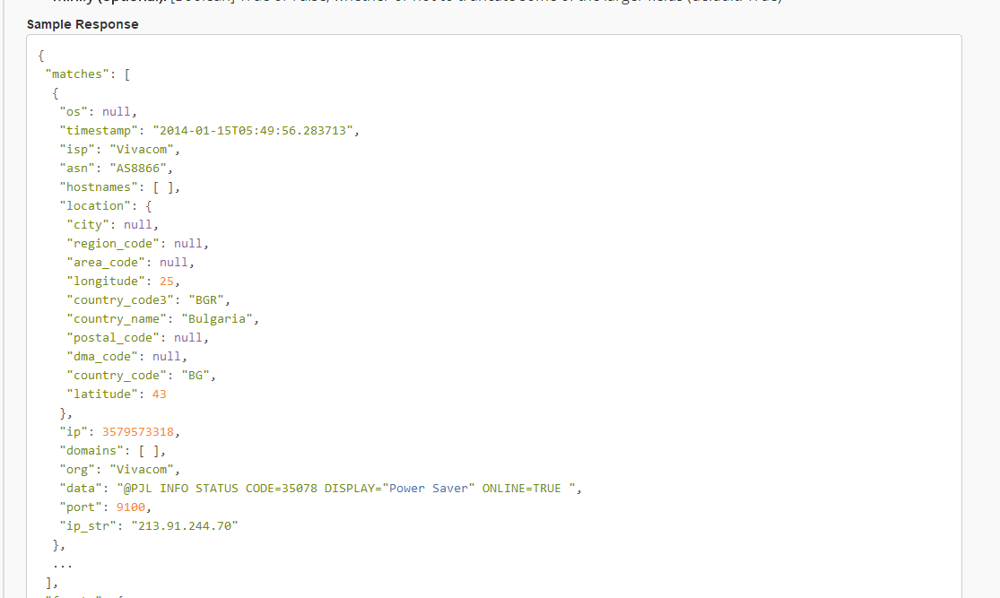 Sample Response
{
"matches": [
{
"os": null,
"timestamp": "2014-01-15T05:49:56.283713",
"isp": "Vivacom",
"asn": "AS8866",
"hostnames": [ ],
"location": {
"city": null,
"region_code": null,
"area_code": null,
"longitude": 25,
"country_code3": "BGR",
"country_name": "Bulgaria",
"postal_code": null,
"dma_code": null,
"country_code": "BG",
"latitude": 43
},
"ip": 3579573318,
"domains": [ ],
"org": "Vivacom",
"data": "@PJL INFO STATUS CODE=35078 DISPLAY="Power Saver" ONLINE=TRUE ",
"port": 9100,
"ip_str": "213.91.244.70"
},
...
],